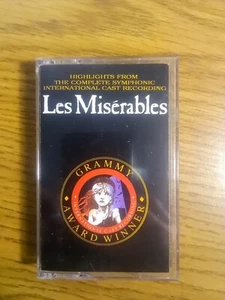 HIGHLIGHTS FROM
THE COMPLETE SYMPHONIC
INTERNATIONAL CAST RECORDING
Les Misérables
GRAMMY
AWARD WINNER